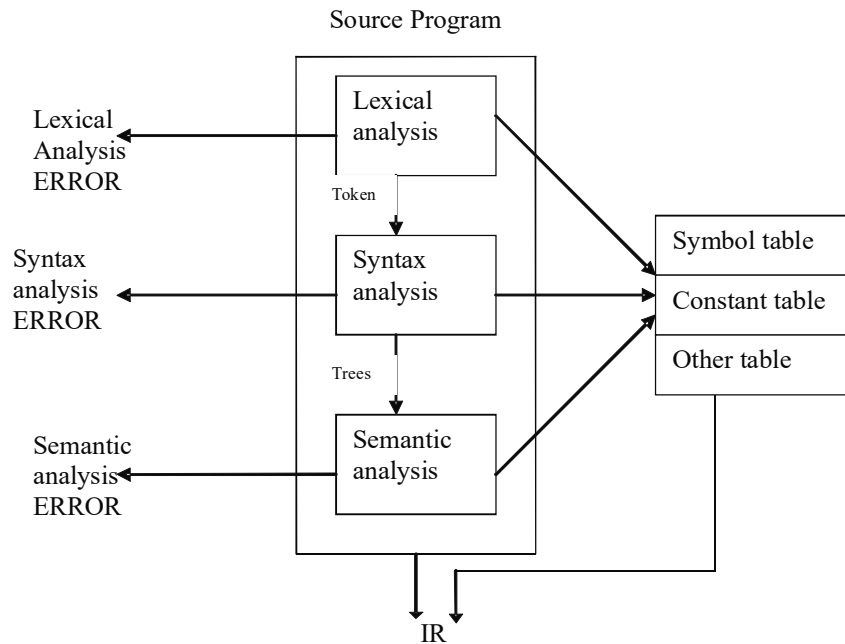 Source Program
Lexical
analysis
Lexical
Analysis
ERROR
Token
Syntax
analysis
Syntax
analysis
ERROR
Symbol table
Constant table
Other table
Trees
Semantic
analysis
Semantic
analysis
ERROR
IR